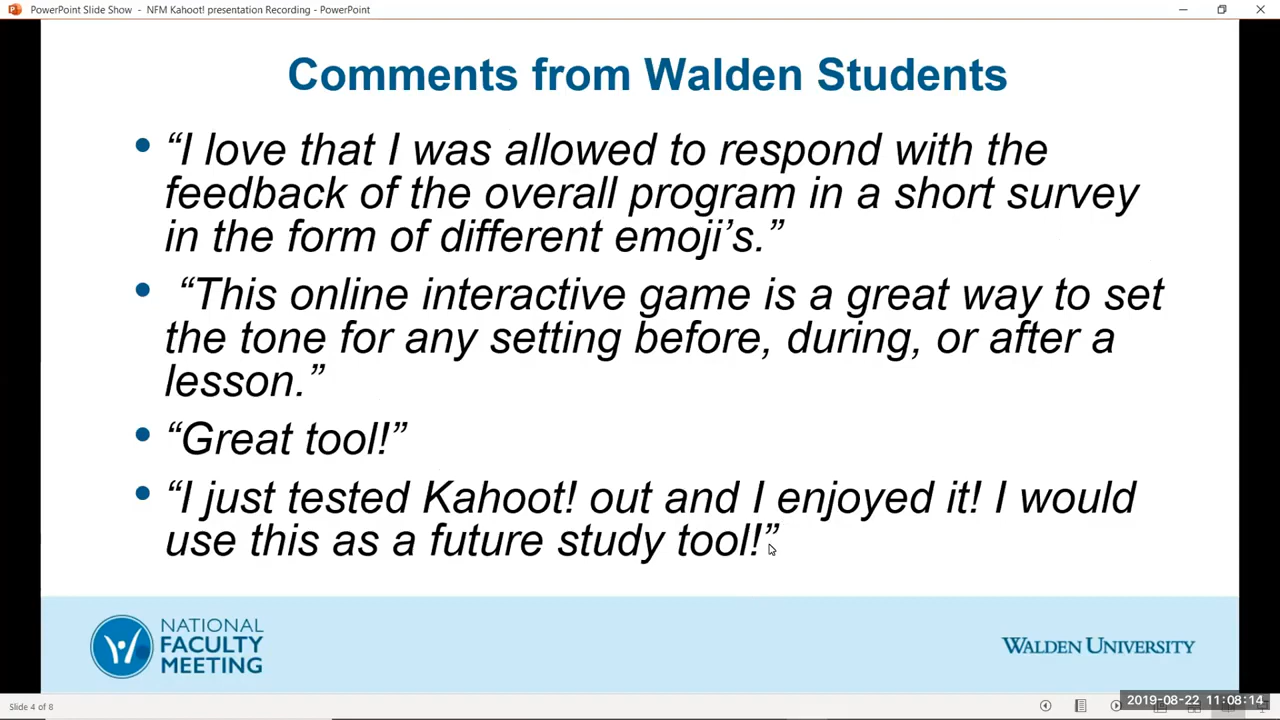 PowerPoint Slide Show - NFM Kahoot! presentation Recording - PowerPoint
Comments from Walden Students
• “I love that I was allowed to respond with the
feedback of the overall program in a short survey
in the form of different emoji’s.”
• “This online interactive game is a great way to set
the tone for any setting before, during, or after a
lesson.”
• “Great tool!”
• “I just tested Kahoot! out and I enjoyed it! I would
use this as a future study tool!”
NATIONAL
FACULTY
MEETING
WALDEN UNIVERSITY
Slide 4 of 8
2019-08-22 11:08:14